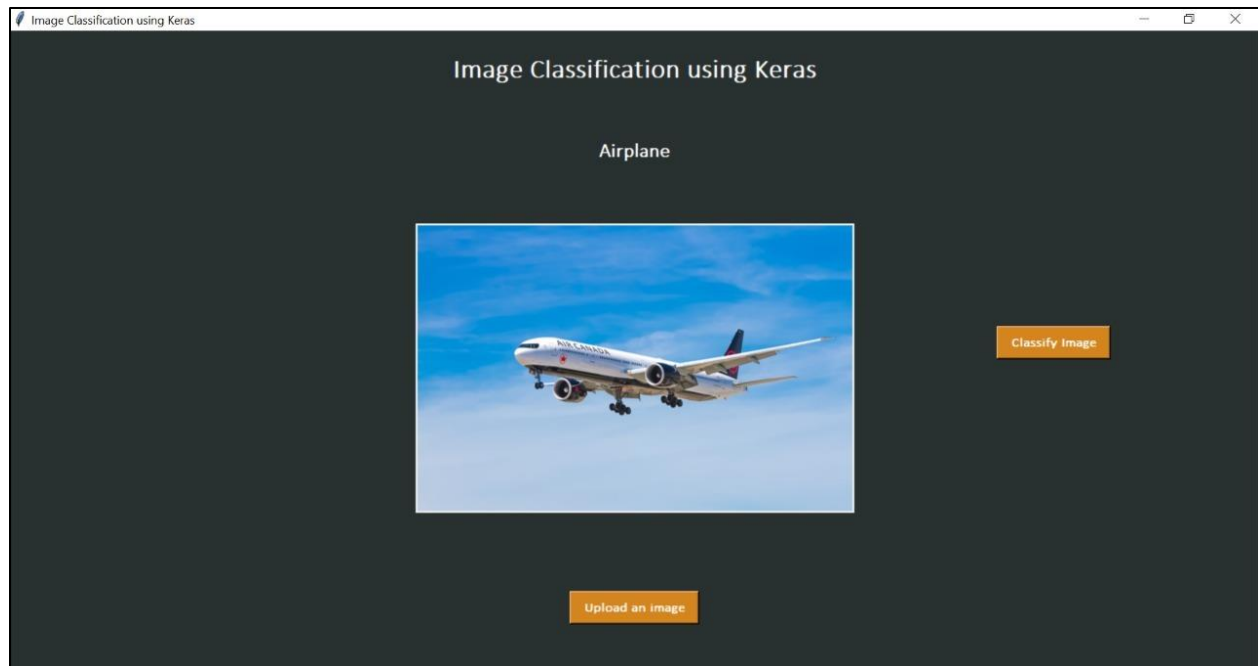 Image Classification using Keras
Image Classification using Keras
Airplane
AIR CANADA
Classify Image
Upload an image